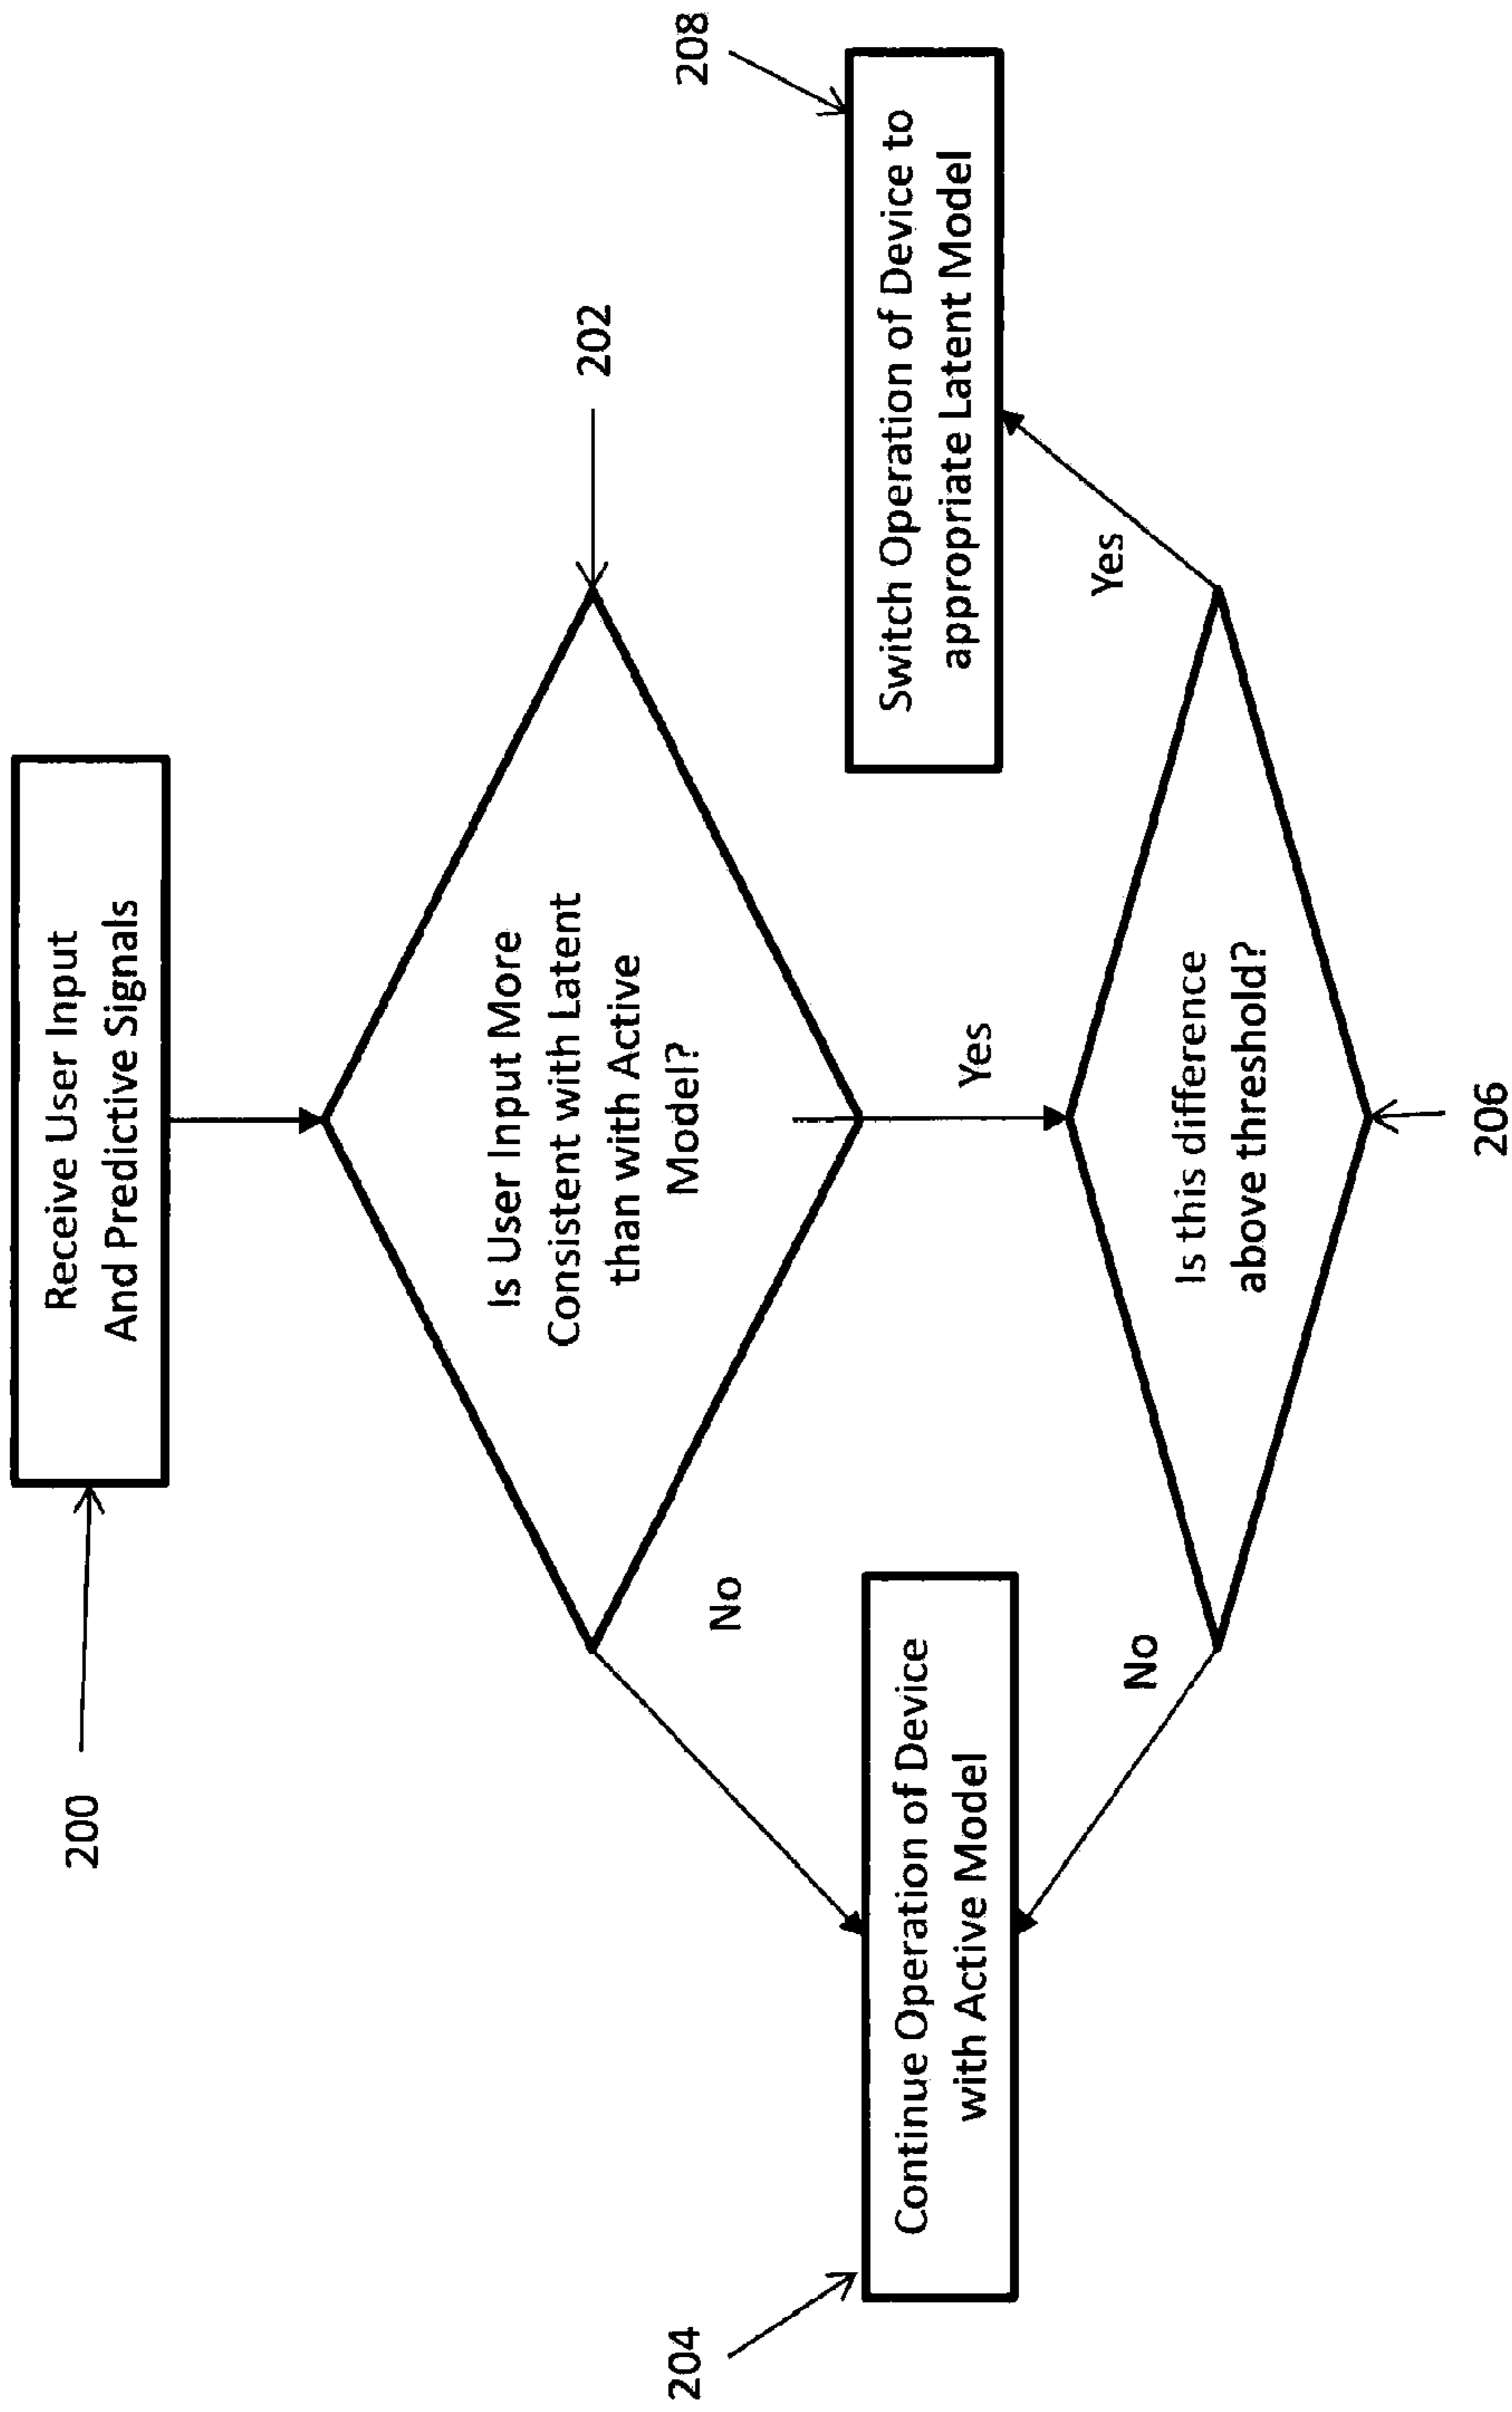 200
Receive User Input
And Predictive Signals
Is User Input More
Consistent with Latent
than with Active
Model?
202
No
Yes
204
Continue Operation of Device
with Active Model
208
Switch Operation of Device to
appropriate Latent Model
No
Is this difference
above threshold?
Yes
206